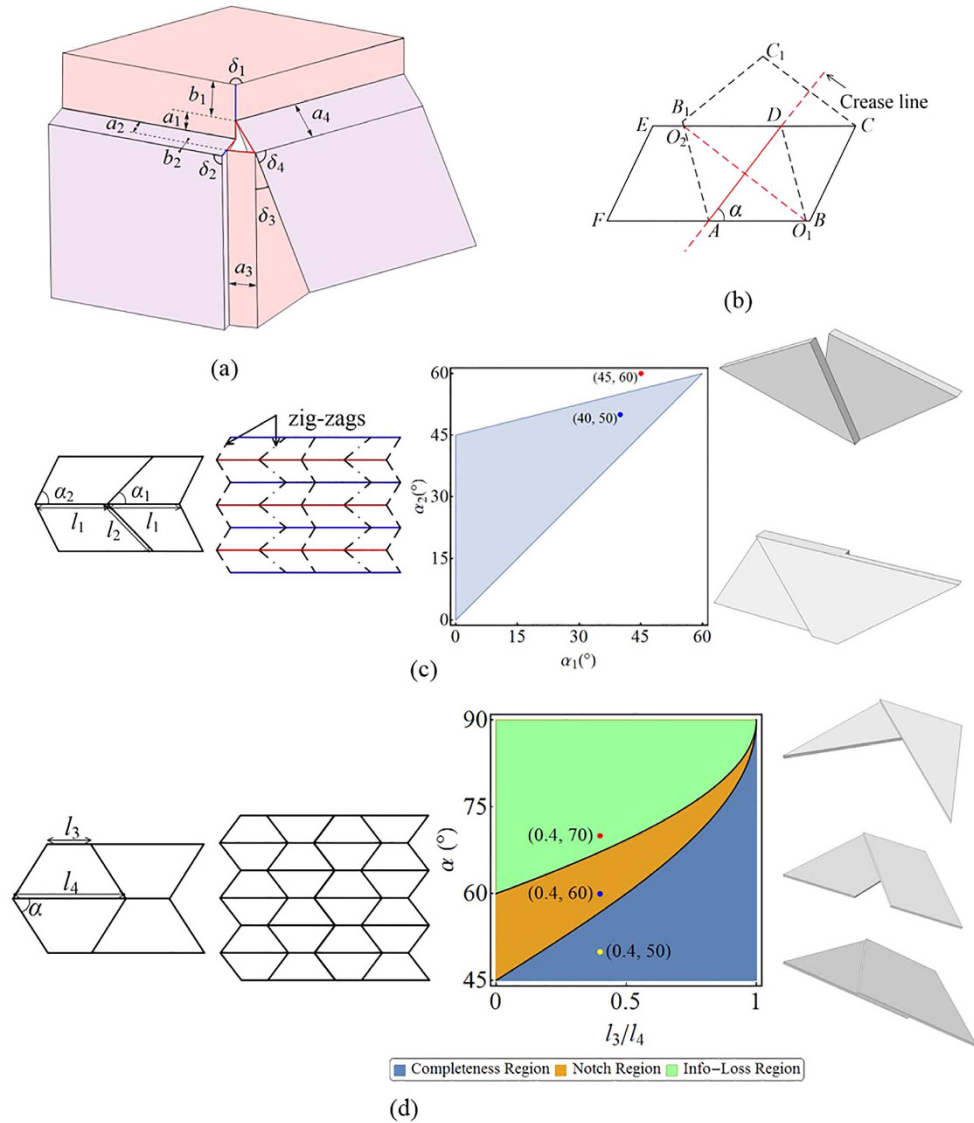 δ1
b1
a1
a2
a4
b2
δ2
δ4
δ3
a3
(a)
C1
Crease line
B1
E
O2
D
C
α
F
A
O1
B
(b)
zig-zags
α2
α1
l1
l2
l1
60
45
30
15
0
α2(°)
(45, 60)
(40, 50)
0 15 30 45 60
α1(°)
(c)
l3
l4
α
90
75
60
45
α (°)
(0.4, 70)
(0.4, 60)
(0.4, 50)
0 0.5 1
l3/l4
Completeness Region Notch Region Info−Loss Region
(d)